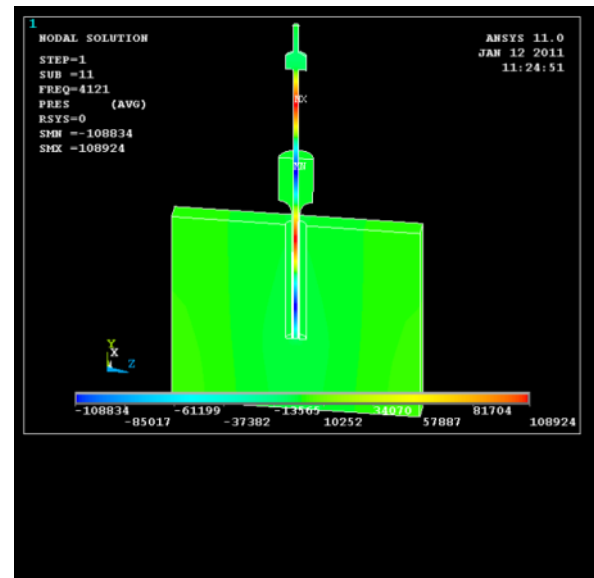 1
NODAL SOLUTION
STEP=1
SUB =11
FREQ=4121
PRES (AVG)
RSYS=0
SMN =-108834
SMX =108924
ANSYS 11.0
JAN 12 2011
11:24:51
MX
MN
Y
X
Z
-108834 -61199 -13565 34070 81704
-85017 -37382 10252 57887 108924